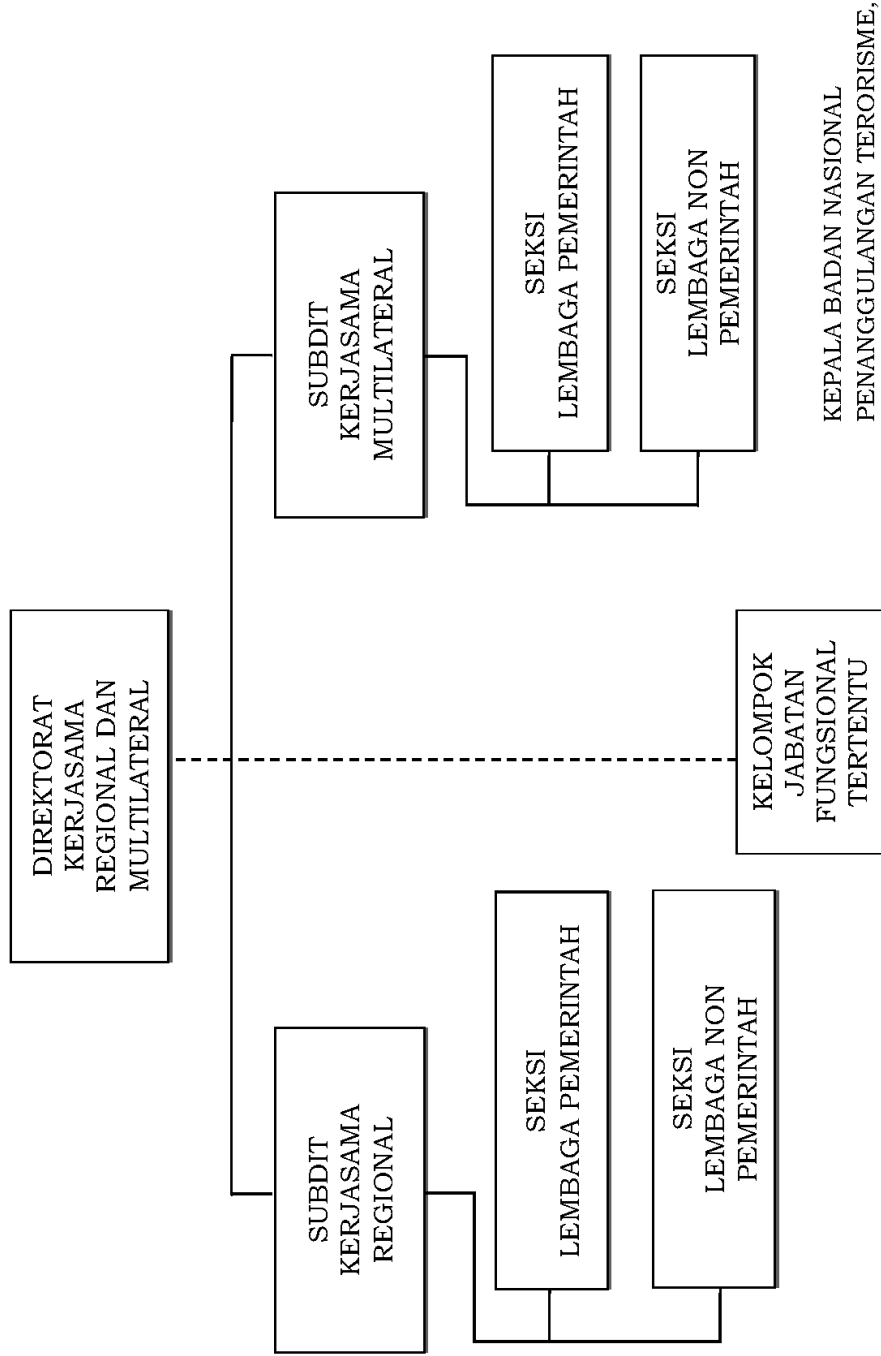 DIREKTORAT
KERJASAMA
REGIONAL DAN
MULTILATERAL
SUBDIT
KERJASAMA
REGIONAL
SUBDIT
KERJASAMA
MULTILATERAL
SEKSI
LEMBAGA PEMERINTAH
SEKSI
LEMBAGA NON
PEMERINTAH
SEKSI
LEMBAGA PEMERINTAH
SEKSI
LEMBAGA NON
PEMERINTAH
KELOMPOK
JABATAN
FUNGSIONAL
TERTENTU
KEPALA BADAN NASIONAL
PENANGGULANGAN TERORISME,